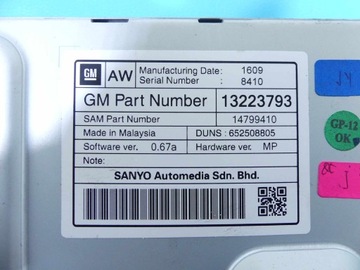 GM AW Manufacturing Date: 1609
Serial Number: 8410
GM Part Number 13223793
SAM Part Number 14799410
Made in Malaysia DUNS : 652508805
Software ver. 0.67a Hardware ver. MP
Note:
SANYO Automedia Sdn. Bhd.
GP-12
OK
J